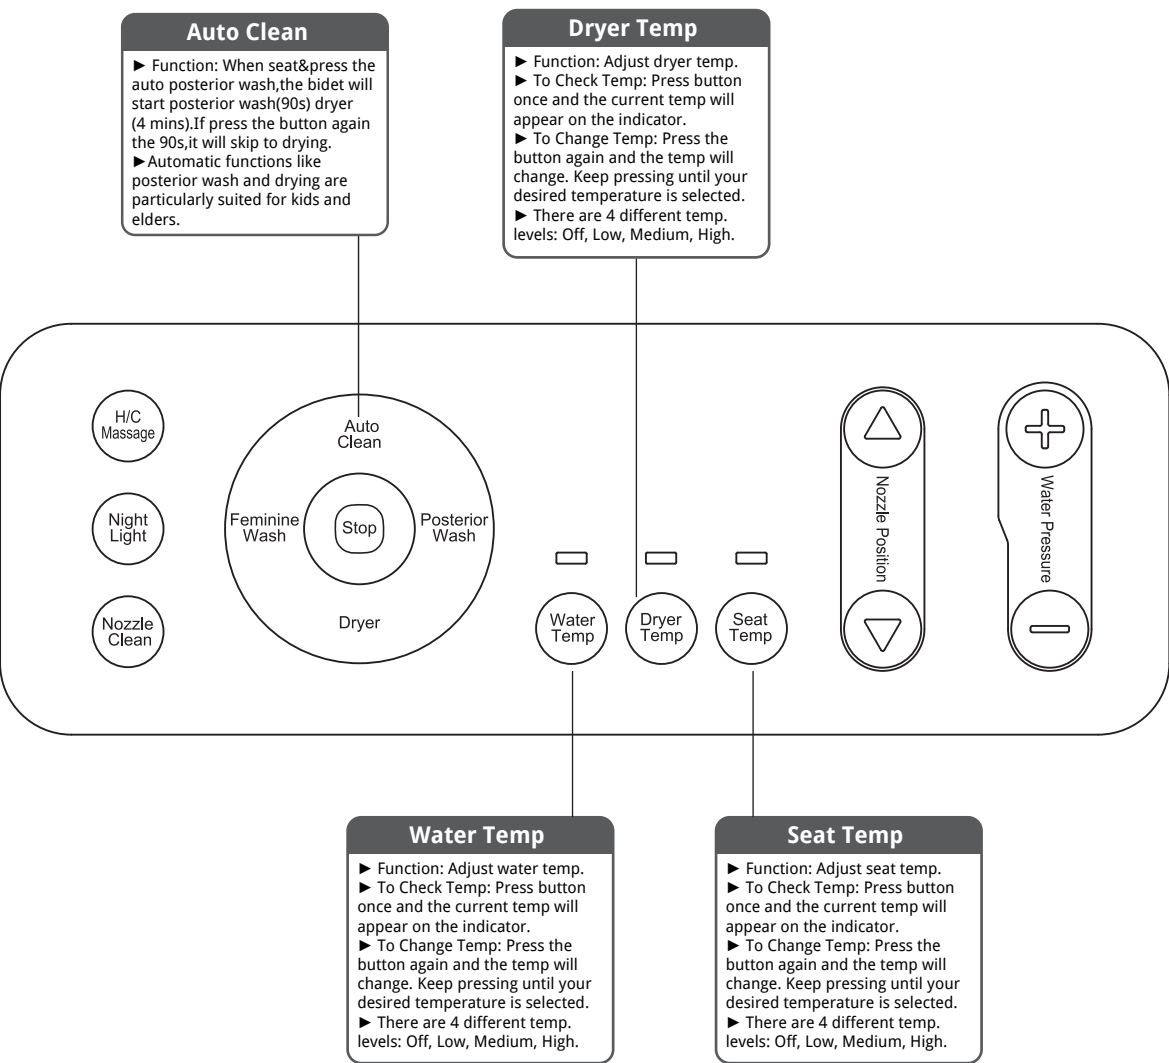 Auto Clean
► Function: When seat&press the
auto posterior wash,the bidet will
start posterior wash(90s) dryer
(4 mins).If press the button again
the 90s,it will skip to drying.
►Automatic functions like
posterior wash and drying are
particularly suited for kids and
elders.
Dryer Temp
► Function: Adjust dryer temp.
► To Check Temp: Press button
once and the current temp will
appear on the indicator.
► To Change Temp: Press the
button again and the temp will
change. Keep pressing until your
desired temperature is selected.
► There are 4 different temp.
levels: Off, Low, Medium, High.
H/C
Massage
Night
Light
Nozzle
Clean
Auto
Clean
Feminine
Wash
Stop
Posterior
Wash
Dryer
Water
Temp
Dryer
Temp
Seat
Temp
Nozzle Position
Water Pressure
Water Temp
► Function: Adjust water temp.
► To Check Temp: Press button
once and the current temp will
appear on the indicator.
► To Change Temp: Press the
button again and the temp will
change. Keep pressing until your
desired temperature is selected.
► There are 4 different temp.
levels: Off, Low, Medium, High.
Seat Temp
► Function: Adjust seat temp.
► To Check Temp: Press button
once and the current temp will
appear on the indicator.
► To Change Temp: Press the
button again and the temp will
change. Keep pressing until your
desired temperature is selected.
► There are 4 different temp.
levels: Off, Low, Medium, High.